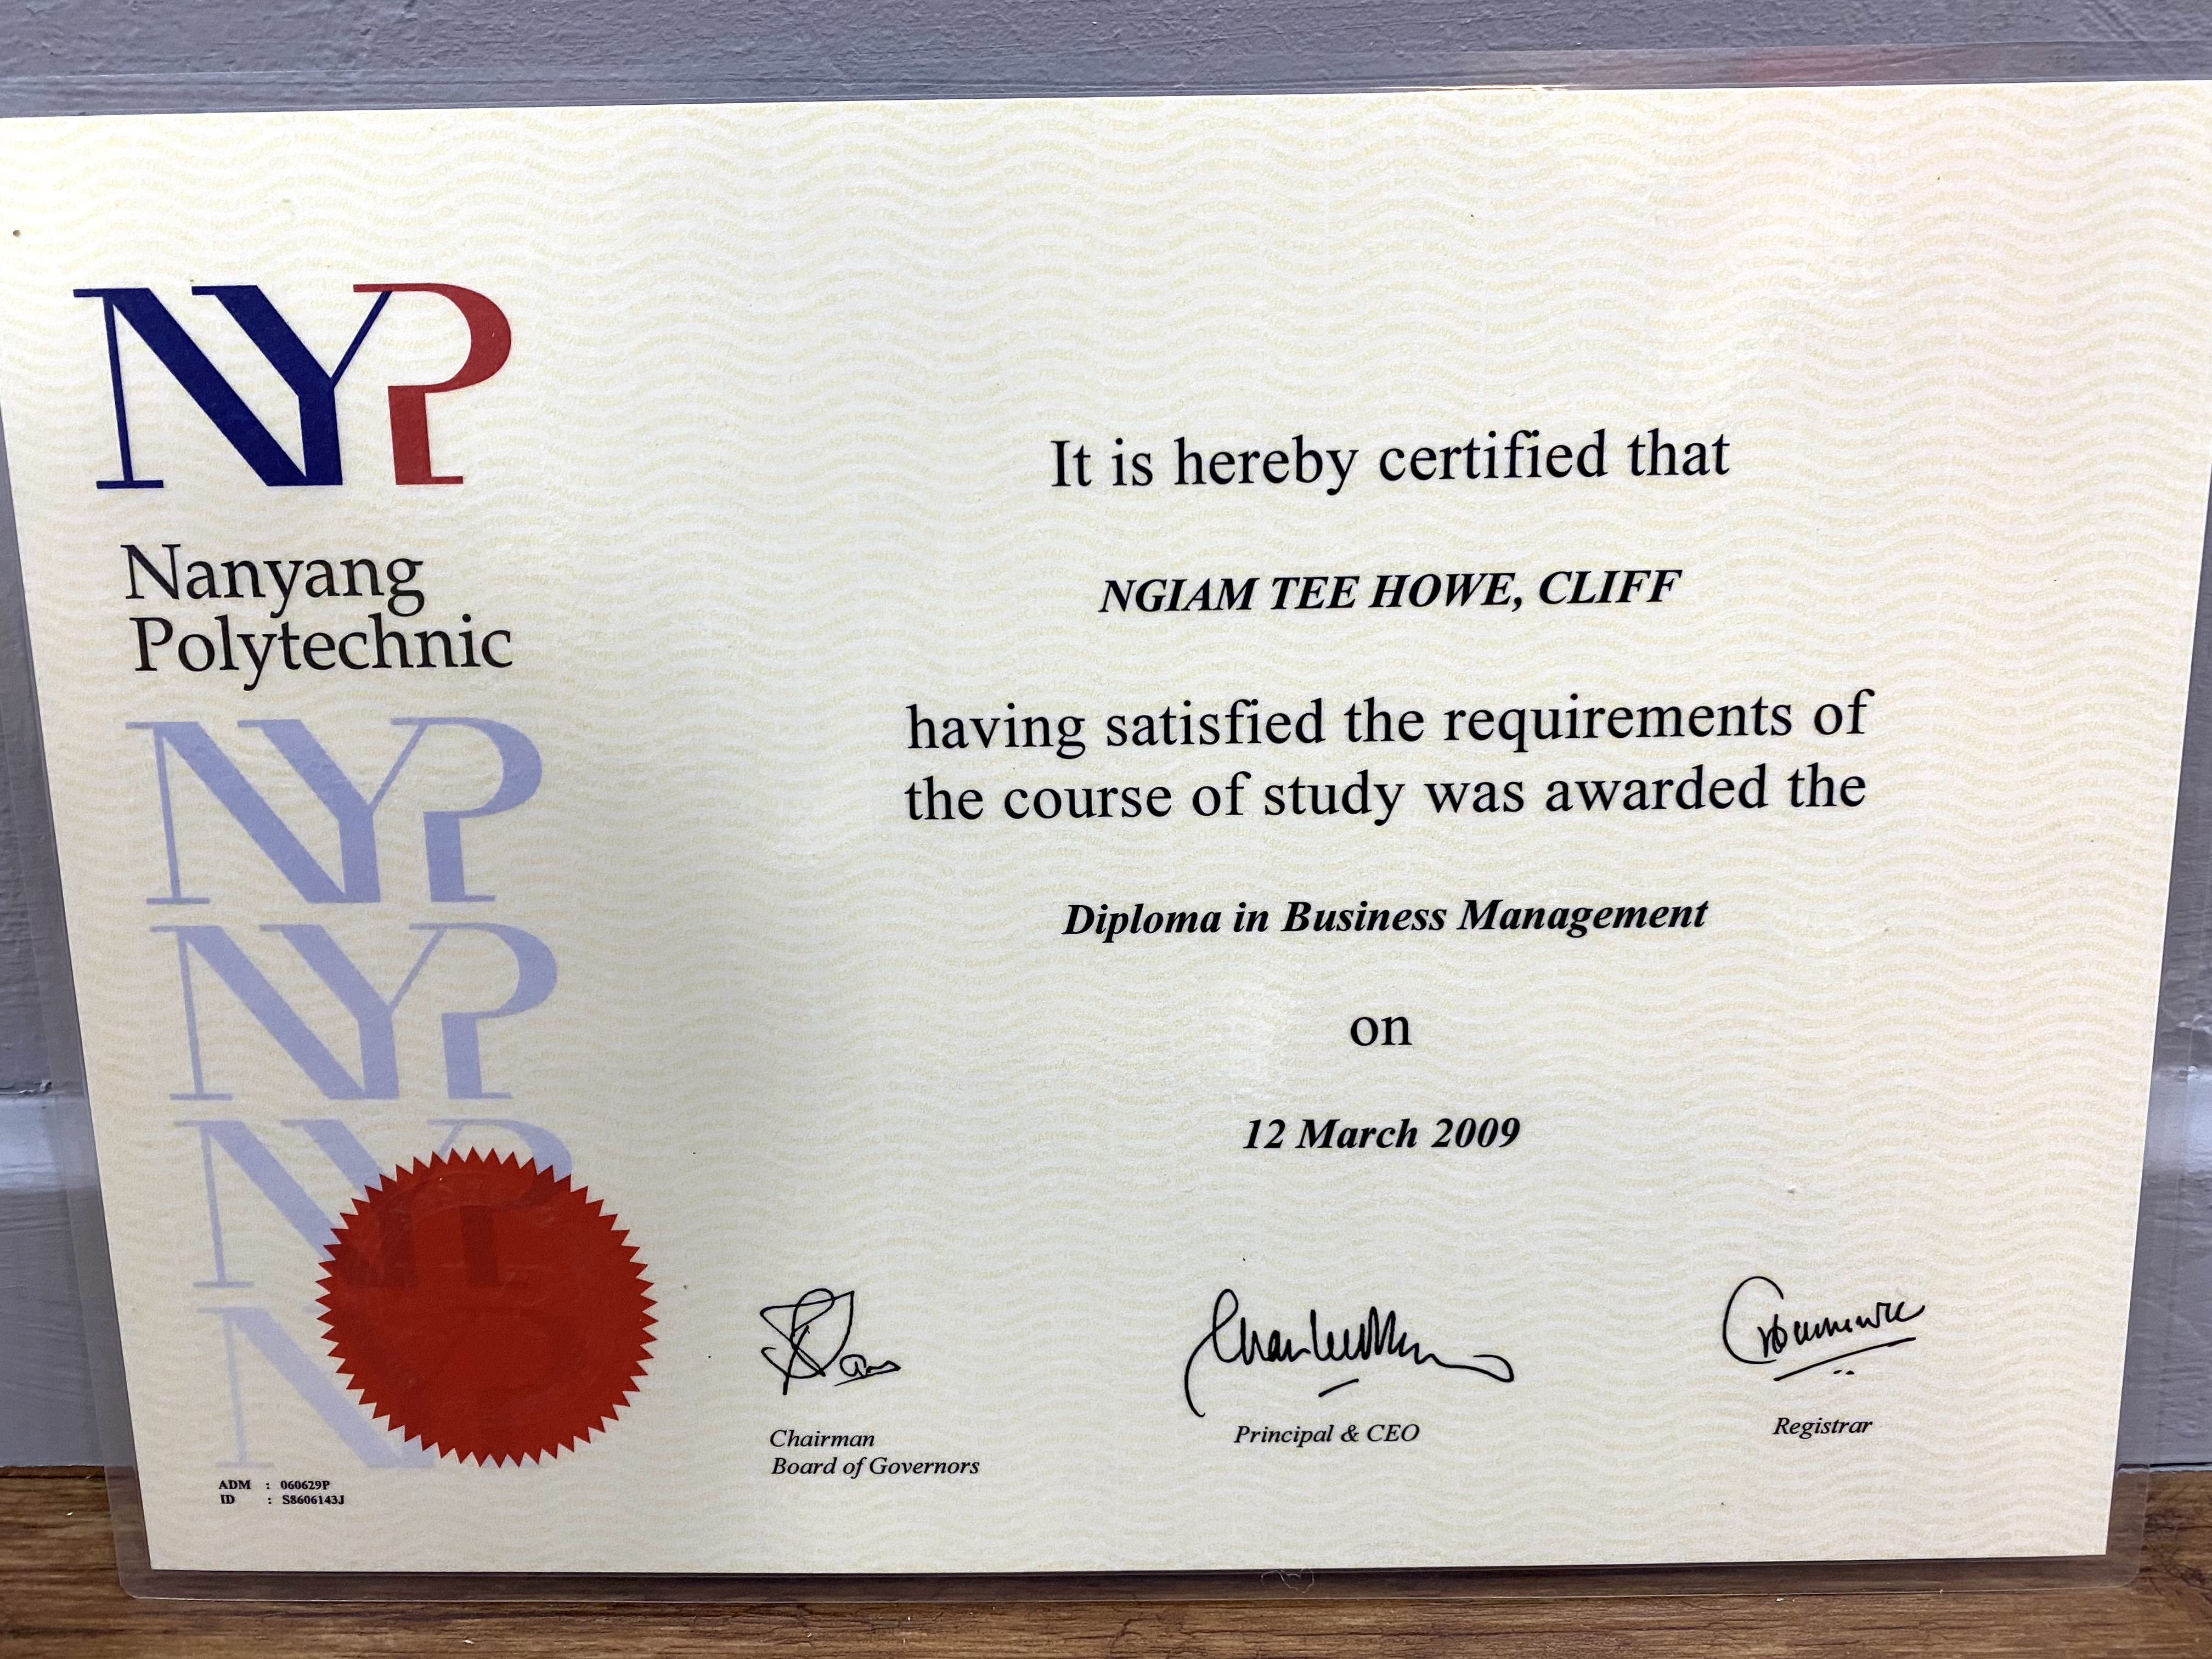 NYP
Nanyang
Polytechnic
NYP
NYP
It is hereby certified that
NGIAM TEE HOWE, CLIFF
having satisfied the requirements of
the course of study was awarded the
Diploma in Business Management
on
12 March 2009
Chairman
Board of Governors
Principal & CEO
Registrar
ADM : 060629P
ID : S8606143J